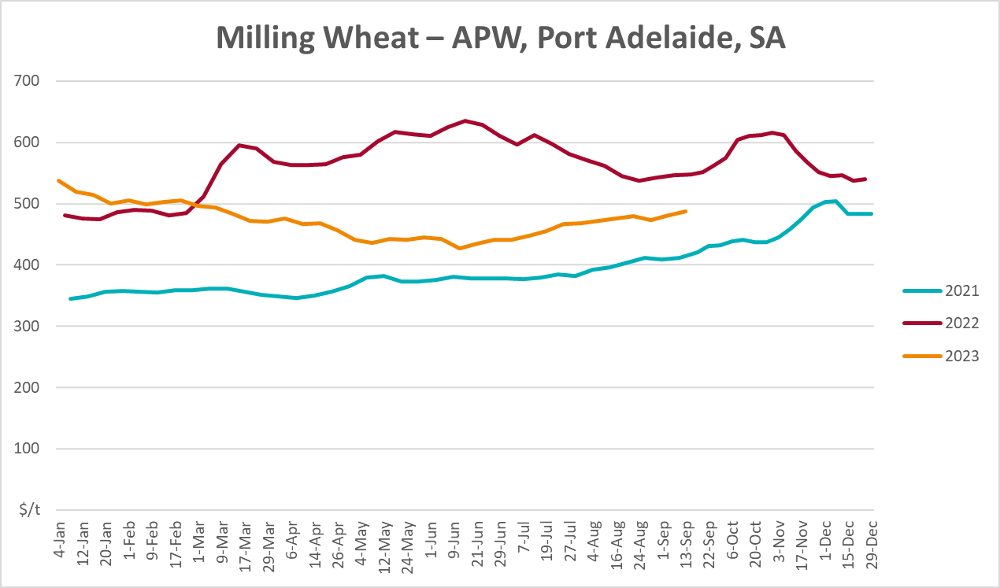 Milling Wheat – APW, Port Adelaide, SA
700
600
500
400
300
200
100
$/t
4-Jan
12-Jan
20-Jan
1-Feb
9-Feb
17-Feb
1-Mar
9-Mar
17-Mar
29-Mar
6-Apr
14-Apr
26-Apr
4-May
12-May
24-May
1-Jun
9-Jun
21-Jun
29-Jun
7-Jul
19-Jul
27-Jul
4-Aug
16-Aug
24-Aug
1-Sep
13-Sep
22-Sep
6-Oct
20-Oct
3-Nov
17-Nov
1-Dec
15-Dec
29-Dec
2021
2022
2023